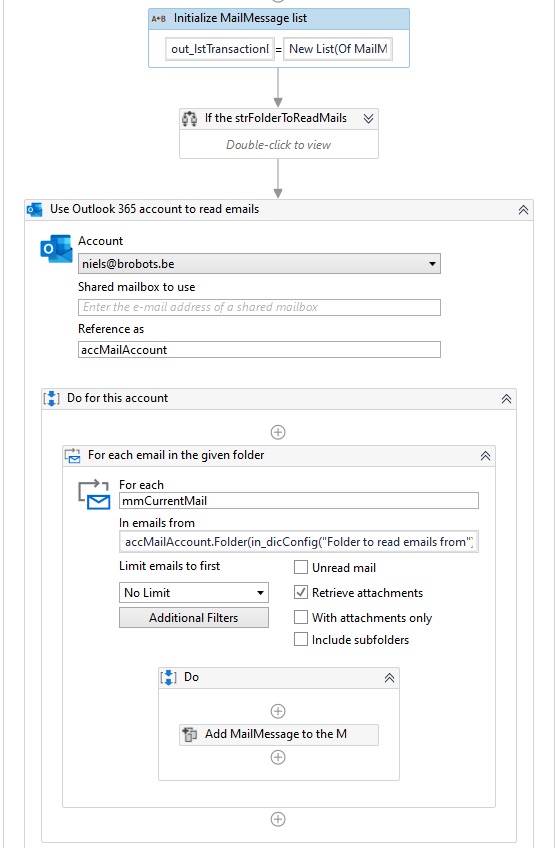 A+B Initialize MailMessage list
out_lstTransactionI = New List(Of MailM
If the strFolderToReadMails
Double-click to view
Use Outlook 365 account to read emails
Account
niels@brobots.be
Shared mailbox to use
Enter the e-mail address of a shared mailbox
Reference as
accMailAccount
Do for this account
For each email in the given folder
For each
mmCurrentMail
In emails from
accMailAccount.Folder(in_dicConfig("Folder to read emails from")
Limit emails to first
Unread mail
No Limit
Retrieve attachments
Additional Filters
With attachments only
Include subfolders
Do
Add MailMessage to the M